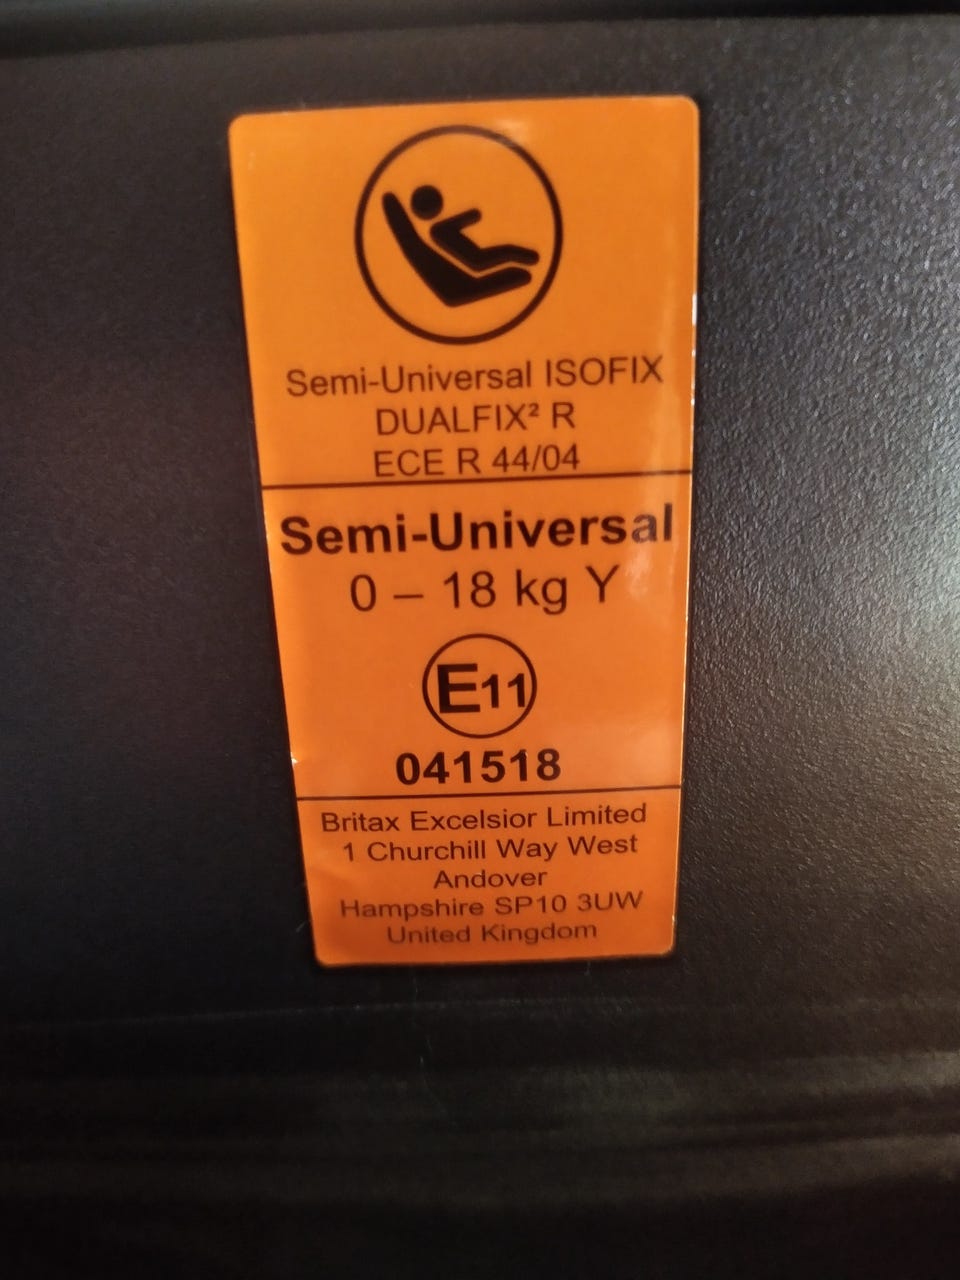 Semi-Universal ISOFIX
DUALFIX² R
ECE R 44/04
Semi-Universal
0 – 18 kg Y
E11
041518
Britax Excelsior Limited
1 Churchill Way West
Andover
Hampshire SP10 3UW
United Kingdom